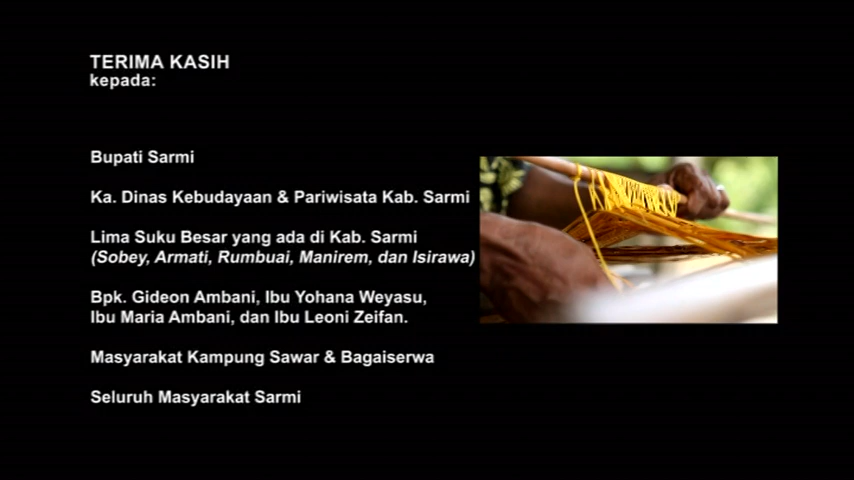 TERIMA KASIH
kepada:
Bupati Sarmi
Ka. Dinas Kebudayaan & Pariwisata Kab. Sarmi
Lima Suku Besar yang ada di Kab. Sarmi
(Sobey, Armati, Rumbuai, Manirem, dan Isirawa)
Bpk. Gideon Ambani, Ibu Yohana Weyasu,
Ibu Maria Ambani, dan Ibu Leoni Zeifan.
Masyarakat Kampung Sawar & Bagaiserwa
Seluruh Masyarakat Sarmi